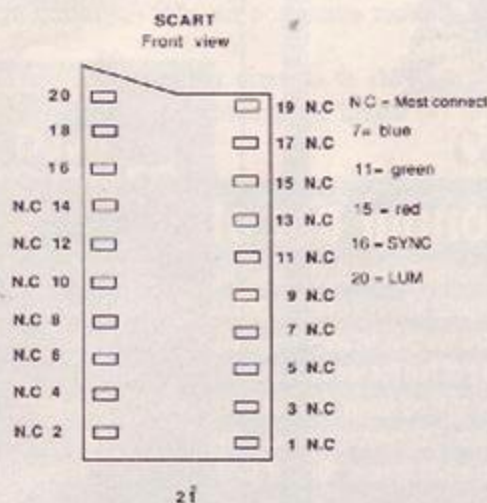 SCART
Front view
20
18
16
N.C 14
N.C 12
N.C 10
N.C 8
N.C 6
N.C 4
N.C 2
19 N.C
17 N.C
15 N.C
13 N.C
11 N.C
9 N.C
7 N.C
5 N.C
3 N.C
1 N.C
N C = Most connect
7= blue
11= green
15 = red
16 = SYNC
20 = LUM
21